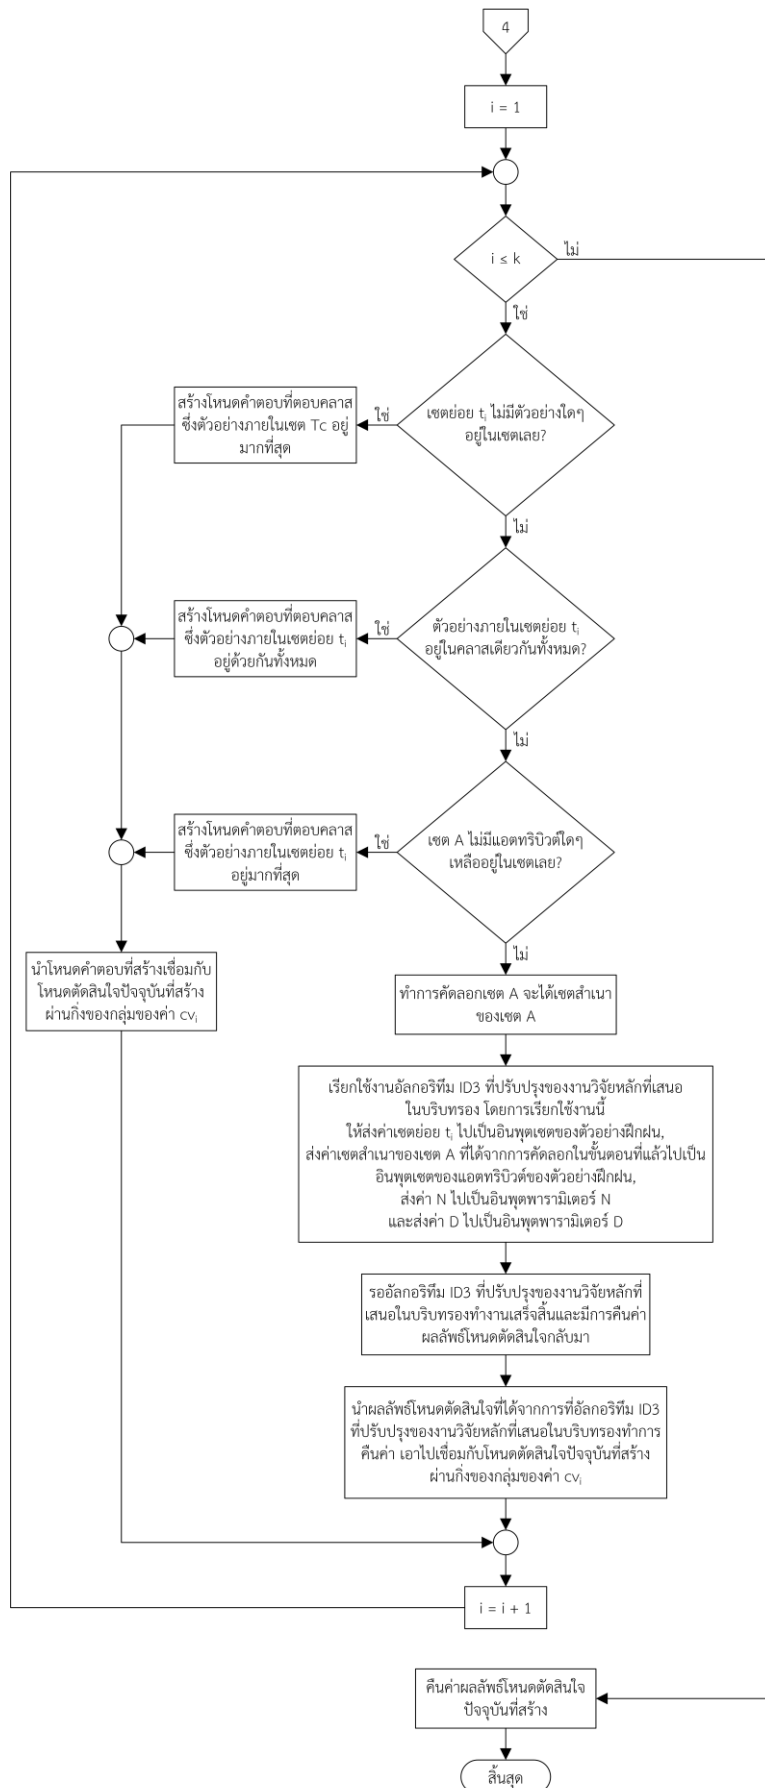 4
i = 1
i ≤ k
ไม่
ใช่
เซตย่อย tᵢ ไม่มีตัวอย่างใดๆ
อยู่ในเซตเลย?
ใช่
สร้างโหนดคำตอบที่ตอบคลาส
ซึ่งตัวอย่างภายในเซต Tc อยู่
มากที่สุด
ไม่
ตัวอย่างภายในเซตย่อย tᵢ
อยู่ในคลาสเดียวกันทั้งหมด?
ใช่
สร้างโหนดคำตอบที่ตอบคลาส
ซึ่งตัวอย่างภายในเซตย่อย tᵢ
อยู่ด้วยกันทั้งหมด
ไม่
เซต A ไม่มีแอตทริบิวต์ใดๆ
เหลืออยู่ในเซตเลย?
ใช่
สร้างโหนดคำตอบที่ตอบคลาส
ซึ่งตัวอย่างภายในเซตย่อย tᵢ
อยู่มากที่สุด
ไม่
นำโหนดคำตอบที่สร้างเชื่อมกับ
โหนดตัดสินใจปัจจุบันที่สร้าง
ผ่านกิ่งของกลุ่มของค่า cvᵢ
ทำการคัดลอกเซต A จะได้เซตสำเนา
ของเซต A
เรียกใช้งานอัลกอริทึม ID3 ที่ปรับปรุงของงานวิจัยหลักที่เสนอ
ในบริบทรอง โดยการเรียกใช้งานนี้
ให้ส่งค่าเซตย่อย tᵢ ไปเป็นอินพุตเซตของตัวอย่างฝึกฝน,
ส่งค่าเซตสำเนาของเซต A ที่ได้จากการคัดลอกในขั้นตอนที่แล้วไปเป็น
อินพุตเซตของแอตทริบิวต์ของตัวอย่างฝึกฝน,
ส่งค่า N ไปเป็นอินพุตพารามิเตอร์ N
และส่งค่า D ไปเป็นอินพุตพารามิเตอร์ D
รออัลกอริทึม ID3 ที่ปรับปรุงของงานวิจัยหลักที่
เสนอในบริบทรองทำงานเสร็จสิ้นและมีการคืนค่า
ผลลัพธ์โหนดตัดสินใจกลับมา
นำผลลัพธ์โหนดตัดสินใจที่ได้จากการที่อัลกอริทึม ID3
ที่ปรับปรุงของงานวิจัยหลักที่เสนอในบริบทรองทำการ
คืนค่า เอาไปเชื่อมกับโหนดตัดสินใจปัจจุบันที่สร้าง
ผ่านกิ่งของกลุ่มของค่า cvᵢ
i = i + 1
คืนค่าผลลัพธ์โหนดตัดสินใจ
ปัจจุบันที่สร้าง
สิ้นสุด